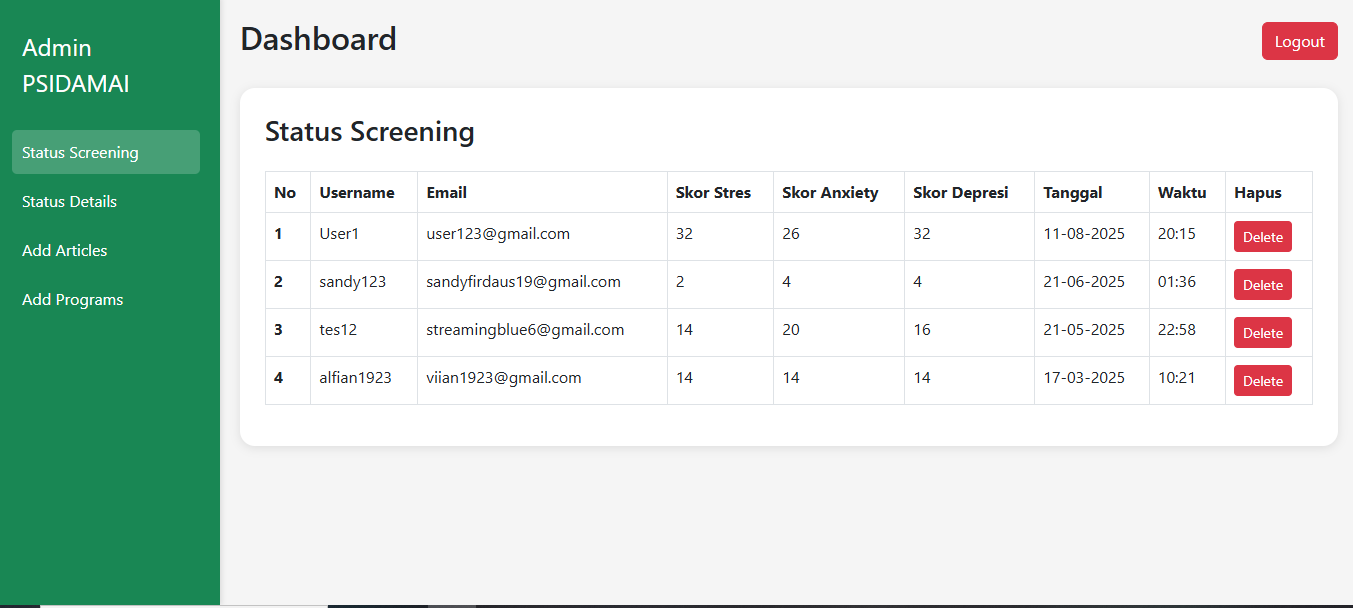 Admin
PSIDAMAI
Status Screening
Status Details
Add Articles
Add Programs
Dashboard
Logout
Status Screening
No Username Email Skor Stres Skor Anxiety Skor Depresi Tanggal Waktu Hapus
1 User1 user123@gmail.com 32 26 32 11-08-2025 20:15 Delete
2 sandy123 sandyfirdaus19@gmail.com 2 4 4 21-06-2025 01:36 Delete
3 tes12 streamingblue6@gmail.com 14 20 16 21-05-2025 22:58 Delete
4 alfian1923 viian1923@gmail.com 14 14 14 17-03-2025 10:21 Delete